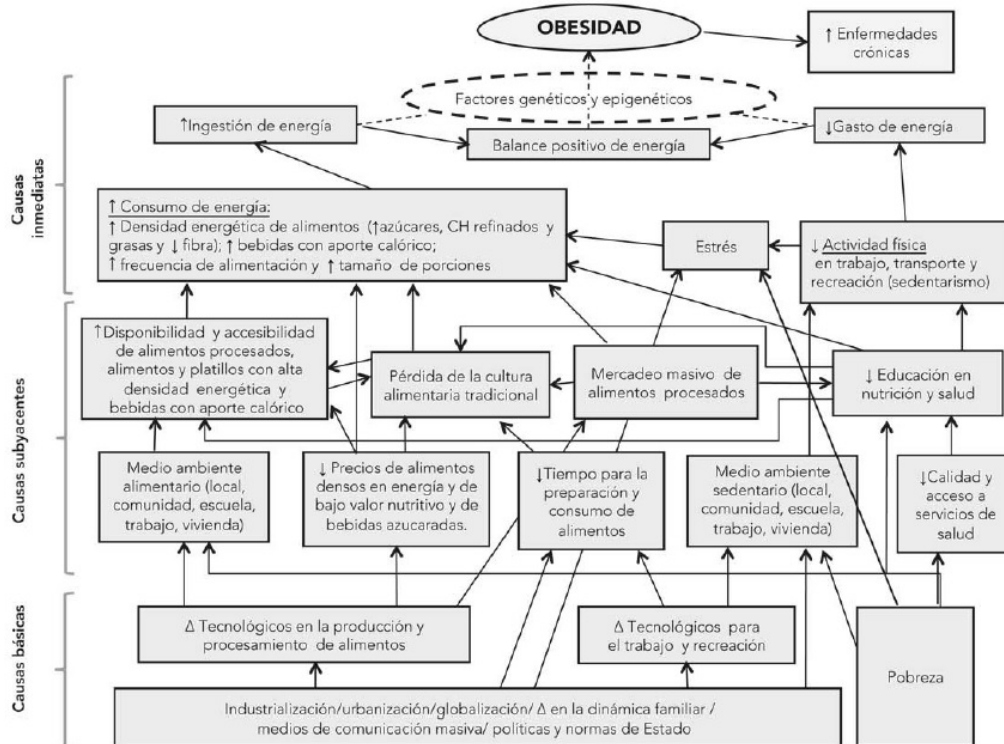 OBESIDAD
↑ Enfermedades
crónicas
Factores genéticos y epigenéticos
↑Ingestión de energía
Balance positivo de energía
↓Gasto de energía
Causas
inmediatas
↑ Consumo de energía:
↑ Densidad energética de alimentos (↑azúcares, CH refinados y
grasas y ↓ fibra); ↑ bebidas con aporte calórico;
↑ frecuencia de alimentación y ↑ tamaño de porciones
Estrés
↓ Actividad física
en trabajo, transporte y
recreación (sedentarismo)
Causas subyacentes
↑Disponibilidad y accesibilidad
de alimentos procesados,
alimentos y platillos con alta
densidad energética y
bebidas con aporte calórico
Pérdida de la cultura
alimentaria tradicional
Mercadeo masivo de
alimentos procesados
↓ Educación en
nutrición y salud
Medio ambiente
alimentario (local,
comunidad, escuela,
trabajo, vivienda)
↓ Precios de alimentos
densos en energía y de
bajo valor nutritivo y de
bebidas azucaradas.
↓Tiempo para la
preparación y
consumo de
alimentos
Medio ambiente
sedentario (local,
comunidad, escuela,
trabajo, vivienda)
↓Calidad y
acceso a
servicios de
salud
Causas básicas
Δ Tecnológicos en la producción y
procesamiento de alimentos
Δ Tecnológicos para
el trabajo y recreación
Pobreza
Industrialización/urbanización/globalización/ Δ en la dinámica familiar /
medios de comunicación masiva/ políticas y normas de Estado